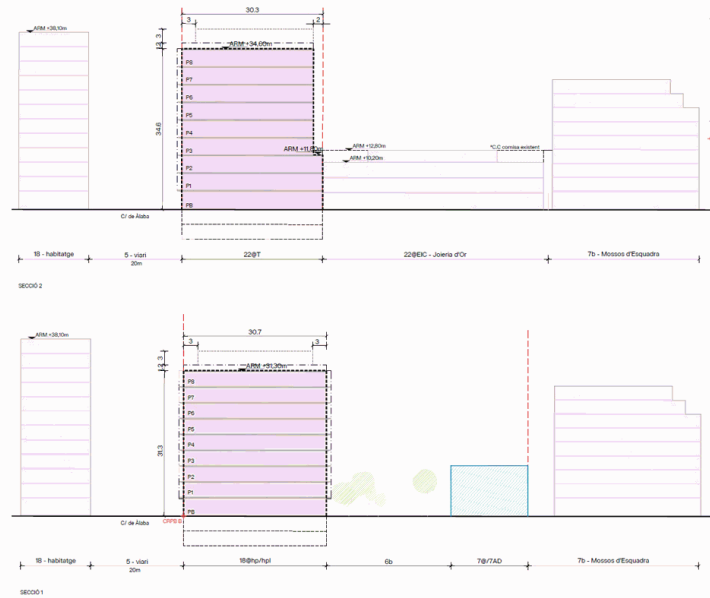 30.3
3
2
ARM +38,10m
3
2
ARM +34,60m
34.6
P8
P7
P6
P5
P4
P3
P2
P1
PB
ARM +11,80m
ARM +12,80m
*C.C cornisa existent
ARM +10,20m
C/ de Àlaba
18 - habitatge
5 - viari
20m
22@T
22@EIC - Joieria d'Or
7b - Mossos d'Esquadra
SECCIÓ 2
30.7
3
3
ARM +38,10m
3
2
ARM +31,30m
31.3
P8
P7
P6
P5
P4
P3
P2
P1
PB
C/ de Àlaba
18 - habitatge
5 - viari
20m
18@hp/hpl
6b
7@/7AD
7b - Mossos d'Esquadra
SECCIÓ 1